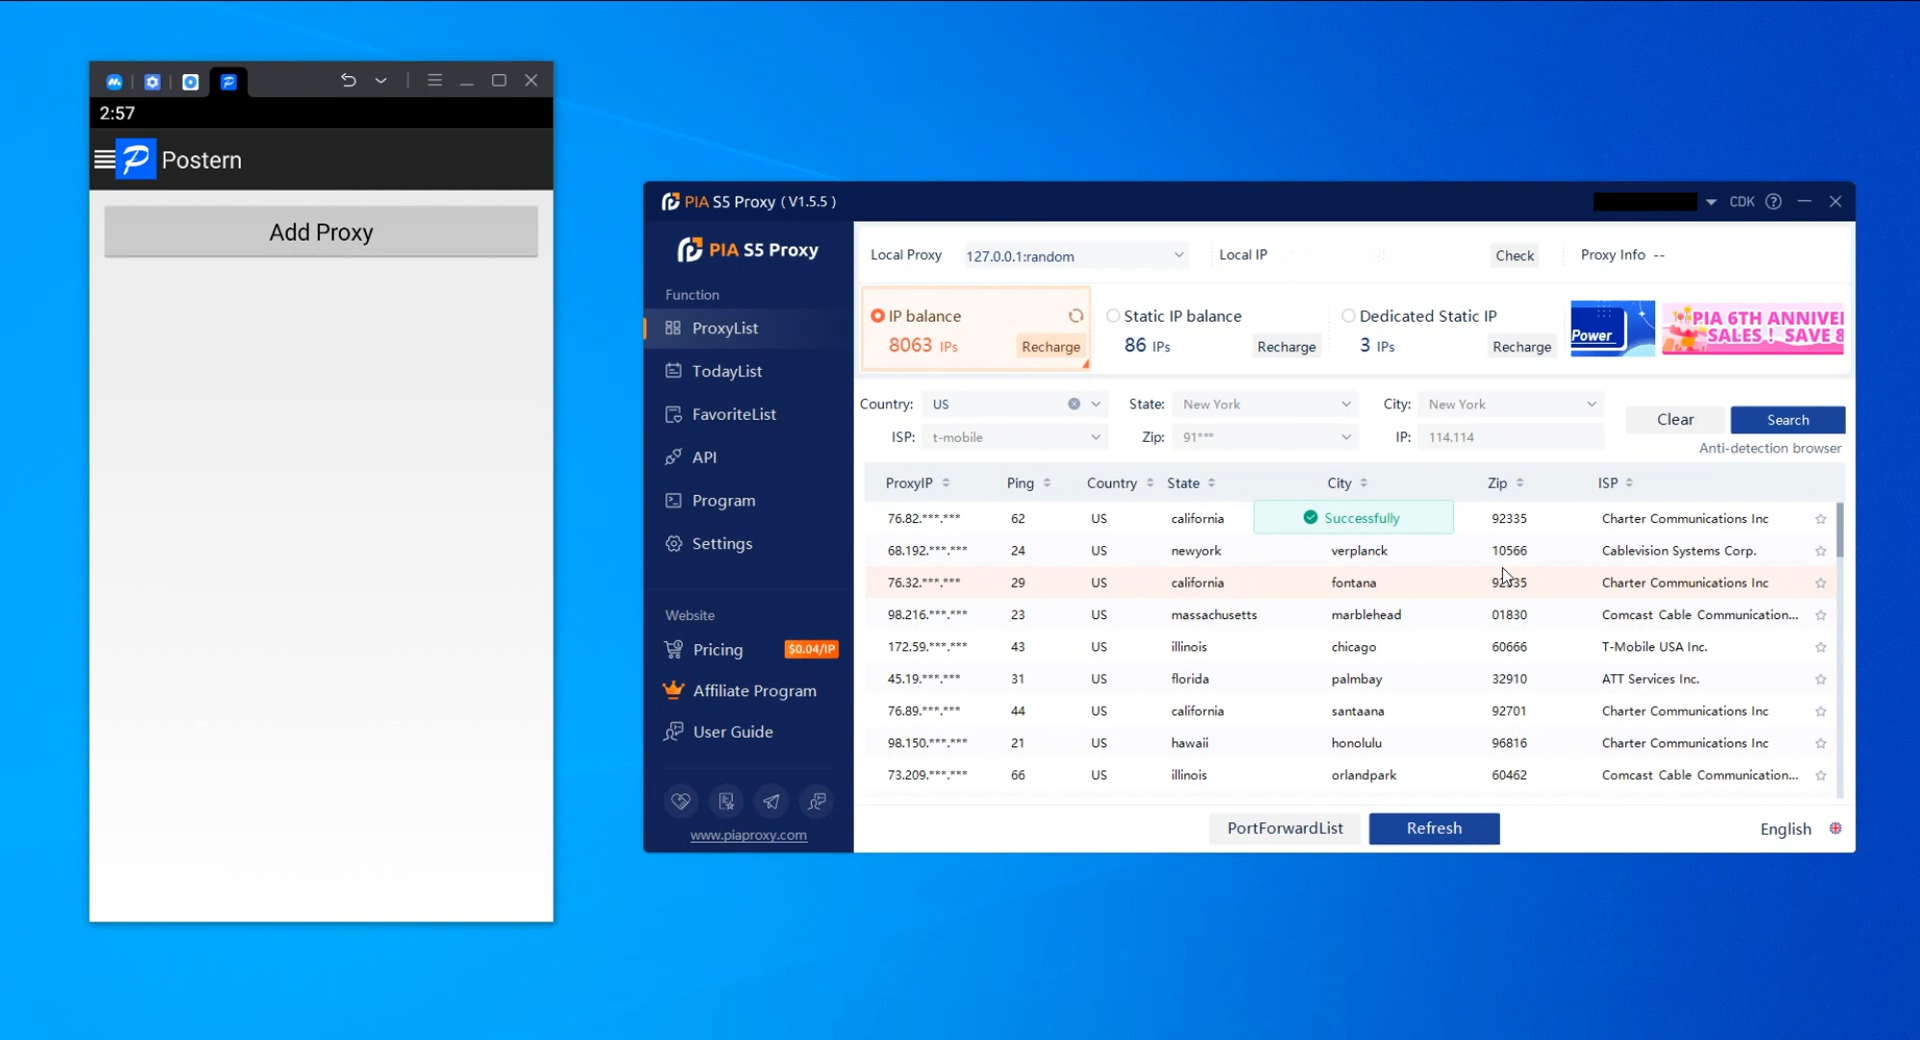 2:57
Postern
Add Proxy
PIA S5 Proxy ( V1.5.5 )
CDK
PIA S5 Proxy
Function
ProxyList
TodayList
FavoriteList
API
Program
Settings
Website
Pricing $0.04/IP
Affiliate Program
User Guide
www.piaproxy.com
Local Proxy 127.0.0.1:random Local IP Check Proxy Info --
IP balance
8063 IPs Recharge
Static IP balance
86 IPs Recharge
Dedicated Static IP
3 IPs Recharge
Power
PIA 6TH ANNIVE
SALES! SAVE 8
Country: US State: New York City: New York
ISP: t-mobile Zip: 91*** IP: 114.114
Clear Search
Anti-detection browser
ProxyIP Ping Country State City Zip ISP
76.82.***.*** 62 US california Successfully 92335 Charter Communications Inc
68.192.***.*** 24 US newyork verplanck 10566 Cablevision Systems Corp.
76.32.***.*** 29 US california fontana 92335 Charter Communications Inc
98.216.***.*** 23 US massachusetts marblehead 01830 Comcast Cable Communication...
172.59.***.*** 43 US illinois chicago 60666 T-Mobile USA Inc.
45.19.***.*** 31 US florida palmbay 32910 ATT Services Inc.
76.89.***.*** 44 US california santaana 92701 Charter Communications Inc
98.150.***.*** 21 US hawaii honolulu 96816 Charter Communications Inc
73.209.***.*** 66 US illinois orlandpark 60462 Comcast Cable Communication...
PortForwardList Refresh English